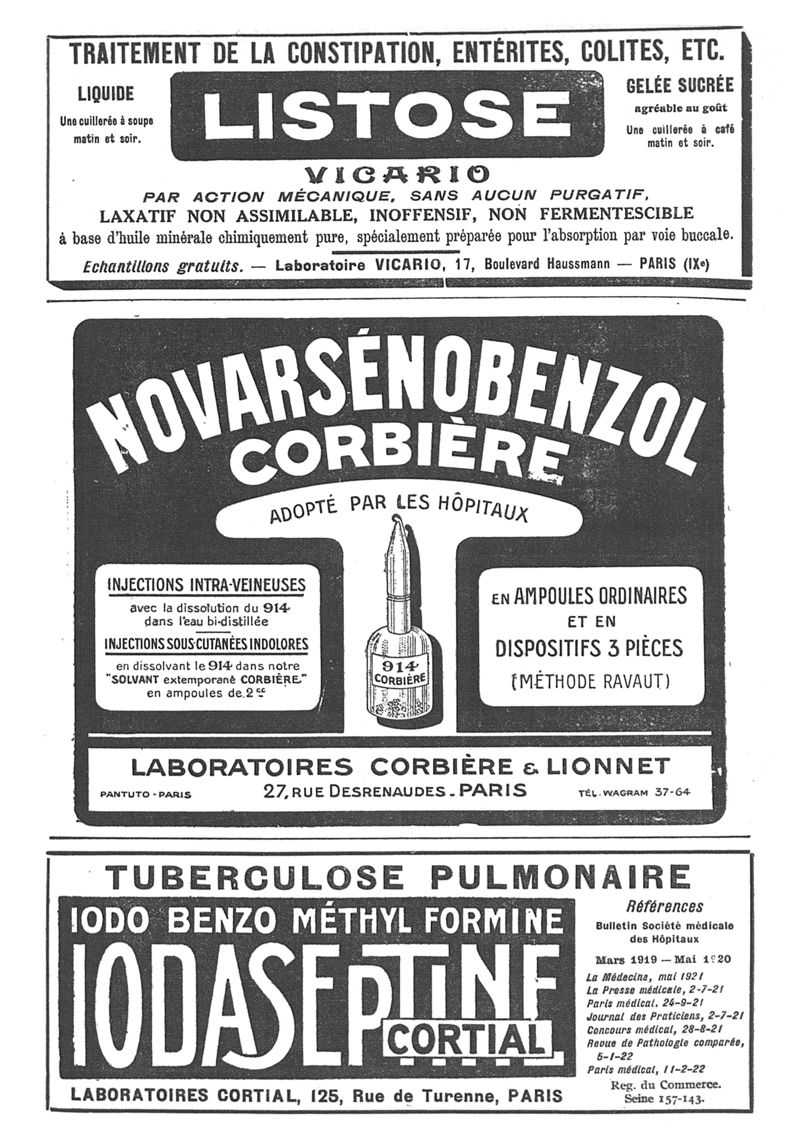 TRAITEMENT DE LA CONSTIPATION, ENTÉRITES, COLITES, ETC.
LIQUIDE
Une cuillerée à soupe
matin et soir.
LISTOSE
GELÉE SUCRÉE
agréable au goût
Une cuillerée à café
matin et soir.
VICARIO
PAR ACTION MÉCANIQUE, SANS AUCUN PURGATIF,
LAXATIF NON ASSIMILABLE, INOFFENSIF, NON FERMENTESCIBLE
à base d'huile minérale chimiquement pure, spécialement préparée pour l'absorption par voie buccale.
Echantillons gratuits. — Laboratoire VICARIO, 17, Boulevard Haussmann — PARIS (IXe)
NOVARSÉNOBENZOL
CORBIÈRE
ADOPTÉ PAR LES HÔPITAUX
INJECTIONS INTRA-VEINEUSES
avec la dissolution du 914
dans l'eau bi-distillée
INJECTIONS SOUS-CUTANÉES INDOLORES
en dissolvant le 914 dans notre
"SOLVANT extemporané CORBIÈRE"
en ampoules de 2 cc
914
CORBIÈRE
EN AMPOULES ORDINAIRES
ET EN
DISPOSITIFS 3 PIÈCES
(MÉTHODE RAVAUT)
LABORATOIRES CORBIÈRE & LIONNET
PANTUTO - PARIS
27, RUE DESRENAUDES - PARIS
TÉL. WAGRAM 37-64
TUBERCULOSE PULMONAIRE
IODO BENZO MÉTHYL FORMINE
IODASEPTINE
CORTIAL
LABORATOIRES CORTIAL, 125, Rue de Turenne, PARIS
Références
Bulletin Société médicale
des Hôpitaux
Mars 1919 — Mai 1920
La Médecine, mai 1921
La Presse médicale, 2-7-21
Paris médical, 24-9-21
Journal des Praticiens, 2-7-21
Concours médical, 28-8-21
Revue de Pathologie comparée,
5-1-22
Paris médical, 11-2-22
Reg. du Commerce.
Seine 157-143.